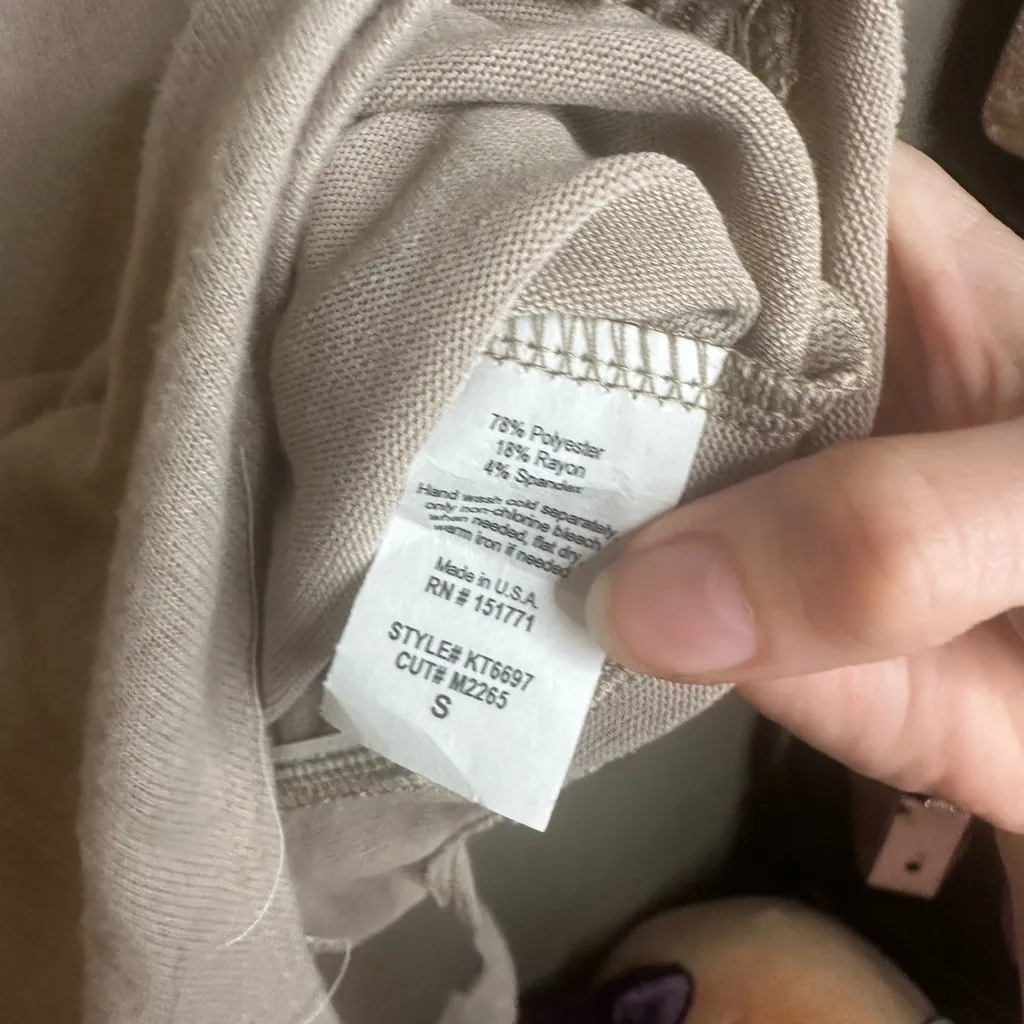 78% Polyester
18% Rayon
4% Spandex
Hand wash cold separately,
only non-chlorine bleach
when needed, flat dry,
warm iron if needed
Made in U.S.A.
RN # 151771
STYLE# KT6697
CUT# M2265
S